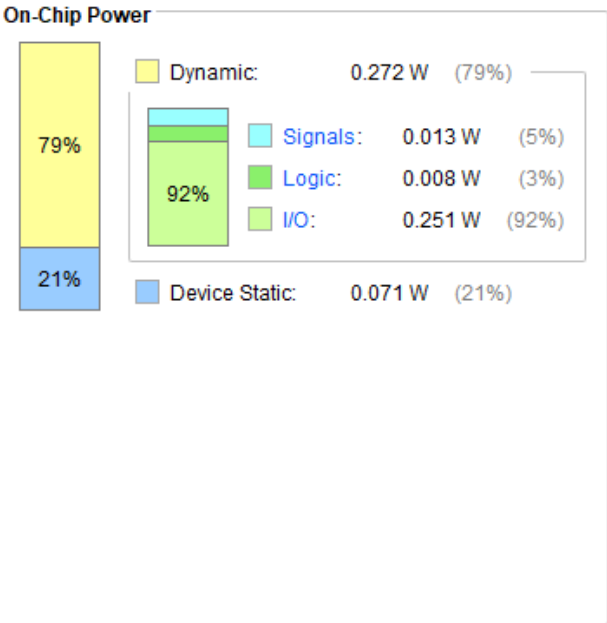 On-Chip Power
Dynamic: 0.272 W (79%)
79%
Signals: 0.013 W (5%)
Logic: 0.008 W (3%)
92%
I/O: 0.251 W (92%)
21%
Device Static: 0.071 W (21%)